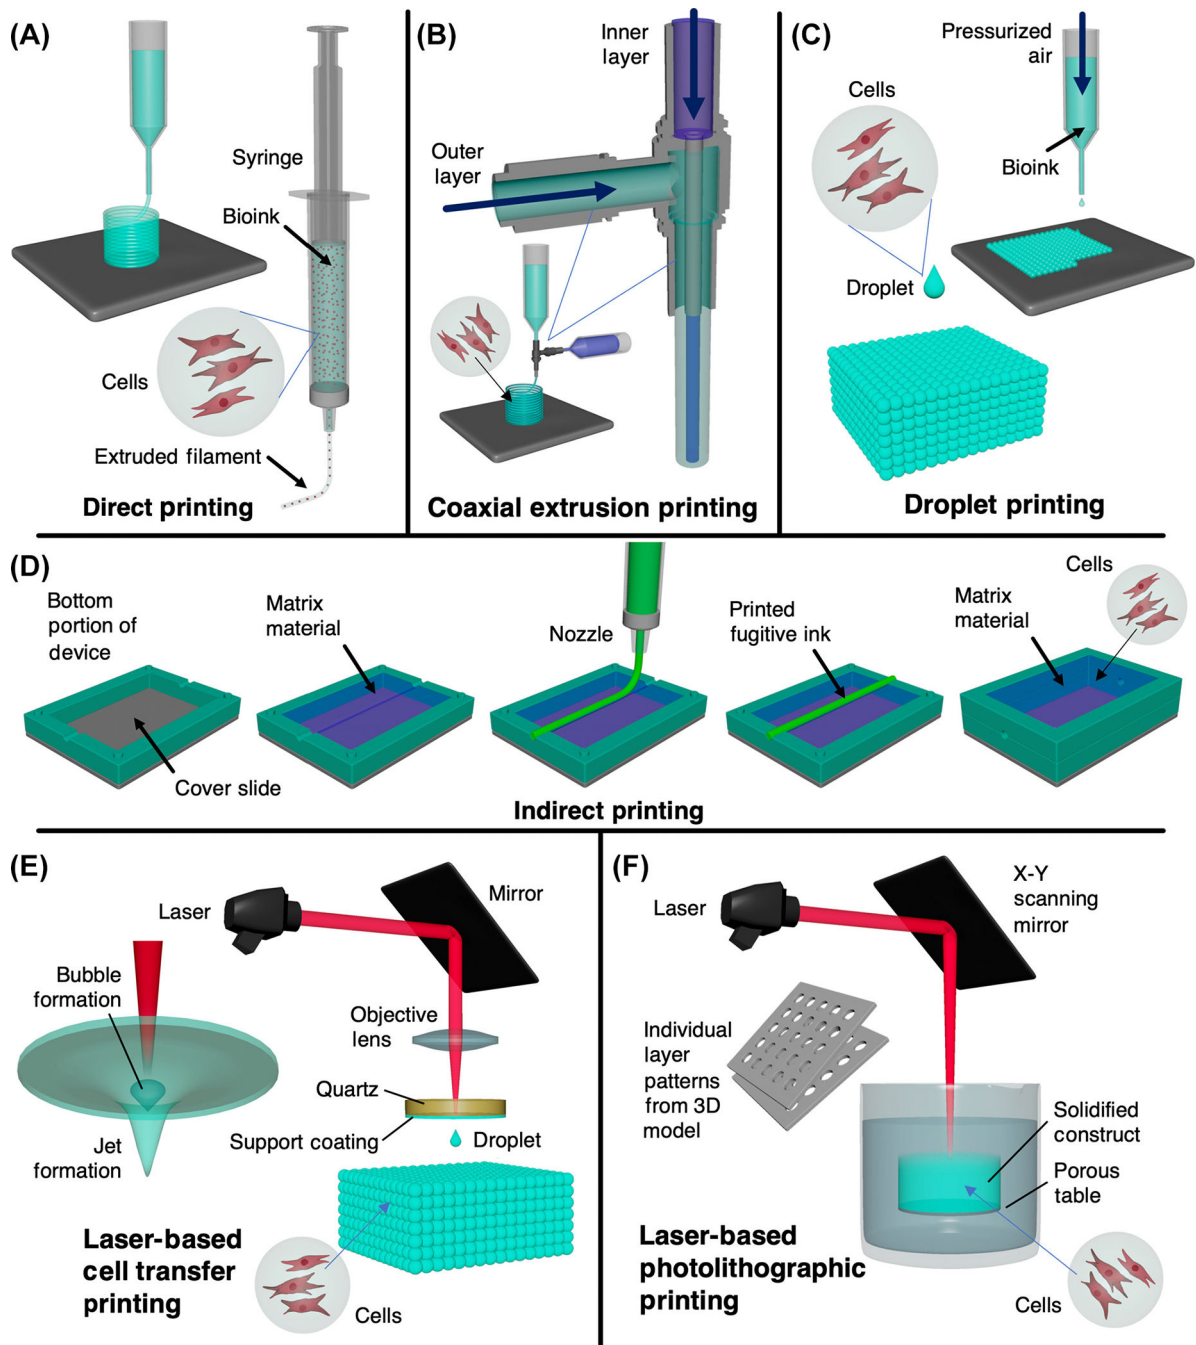 (A)
Syringe
Bioink
Cells
Extruded filament
Direct printing
(B)
Inner
layer
Outer
layer
Coaxial extrusion printing
(C)
Pressurized
air
Cells
Bioink
Droplet
Droplet printing
(D)
Bottom
portion of
device
Cover slide
Matrix
material
Nozzle
Printed
fugitive ink
Matrix
material
Cells
Indirect printing
(E)
Laser
Mirror
Bubble
formation
Objective
lens
Quartz
Support coating
Droplet
Jet
formation
Laser-based
cell transfer
printing
Cells
(F)
Laser
X-Y
scanning
mirror
Individual
layer
patterns
from 3D
model
Solidified
construct
Porous
table
Laser-based
photolithographic
printing
Cells